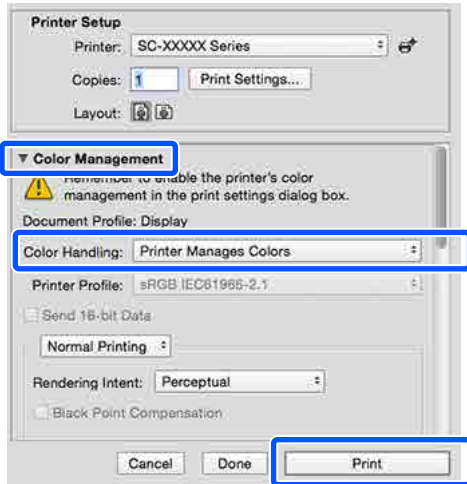 Printer Setup
Printer: SC-XXXXX Series
Copies: 1 Print Settings...
Layout:
▼ Color Management
Remember to enable the printer's color
management in the print settings dialog box.
Document Profile: Display
Color Handling: Printer Manages Colors
Printer Profile: sRGB IEC61966-2.1
Send 16-bit Data
Normal Printing
Rendering Intent: Perceptual
Black Point Compensation
Cancel Done Print